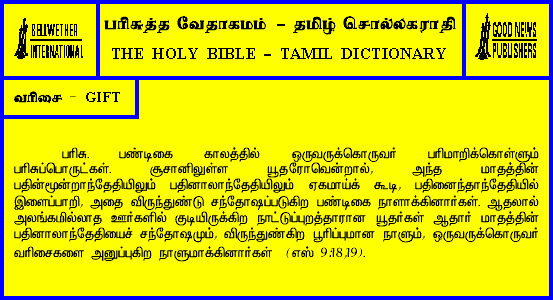 BELLWETHER
INTERNATIONAL
பரிசுத்த வேதாகமம் - தமிழ் சொல்லகராதி
THE HOLY BIBLE - TAMIL DICTIONARY
GOOD NEWS
PUBLISHERS
வரிசை - GIFT
பரிசு. பண்டிகை காலத்தில் ஒருவருக்கொருவர் பரிமாறிக்கொள்ளும்
பரிசுப்பொருட்கள். சூசானிலுள்ள யூதரோவென்றால், அந்த மாதத்தின்
பதின்மூன்றாந்தேதியிலும் பதினாலாந்தேதியிலும் ஏகமாய்க் கூடி, பதினைந்தாந்தேதியில்
இளைப்பாறி, அதை விருந்துண்டு சந்தோஷப்படுகிற பண்டிகை நாளாக்கினார்கள். ஆதலால்
அலங்கமில்லாத ஊர்களில் குடியிருக்கிற நாட்டுப்புறத்தாரான யூதர்கள் ஆதார் மாதத்தின்
பதினாலாந்தேதியைச் சந்தோஷமும், விருந்துண்கிற பூரிப்புமான நாளும், ஒருவருக்கொருவர்
வரிசைகளை அனுப்புகிற நாளுமாக்கினார்கள் (எஸ் 9:18,19).